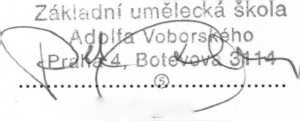 Základní umělecká škola
Adolfa Voborského
Praha 4, Botevova 3114
5